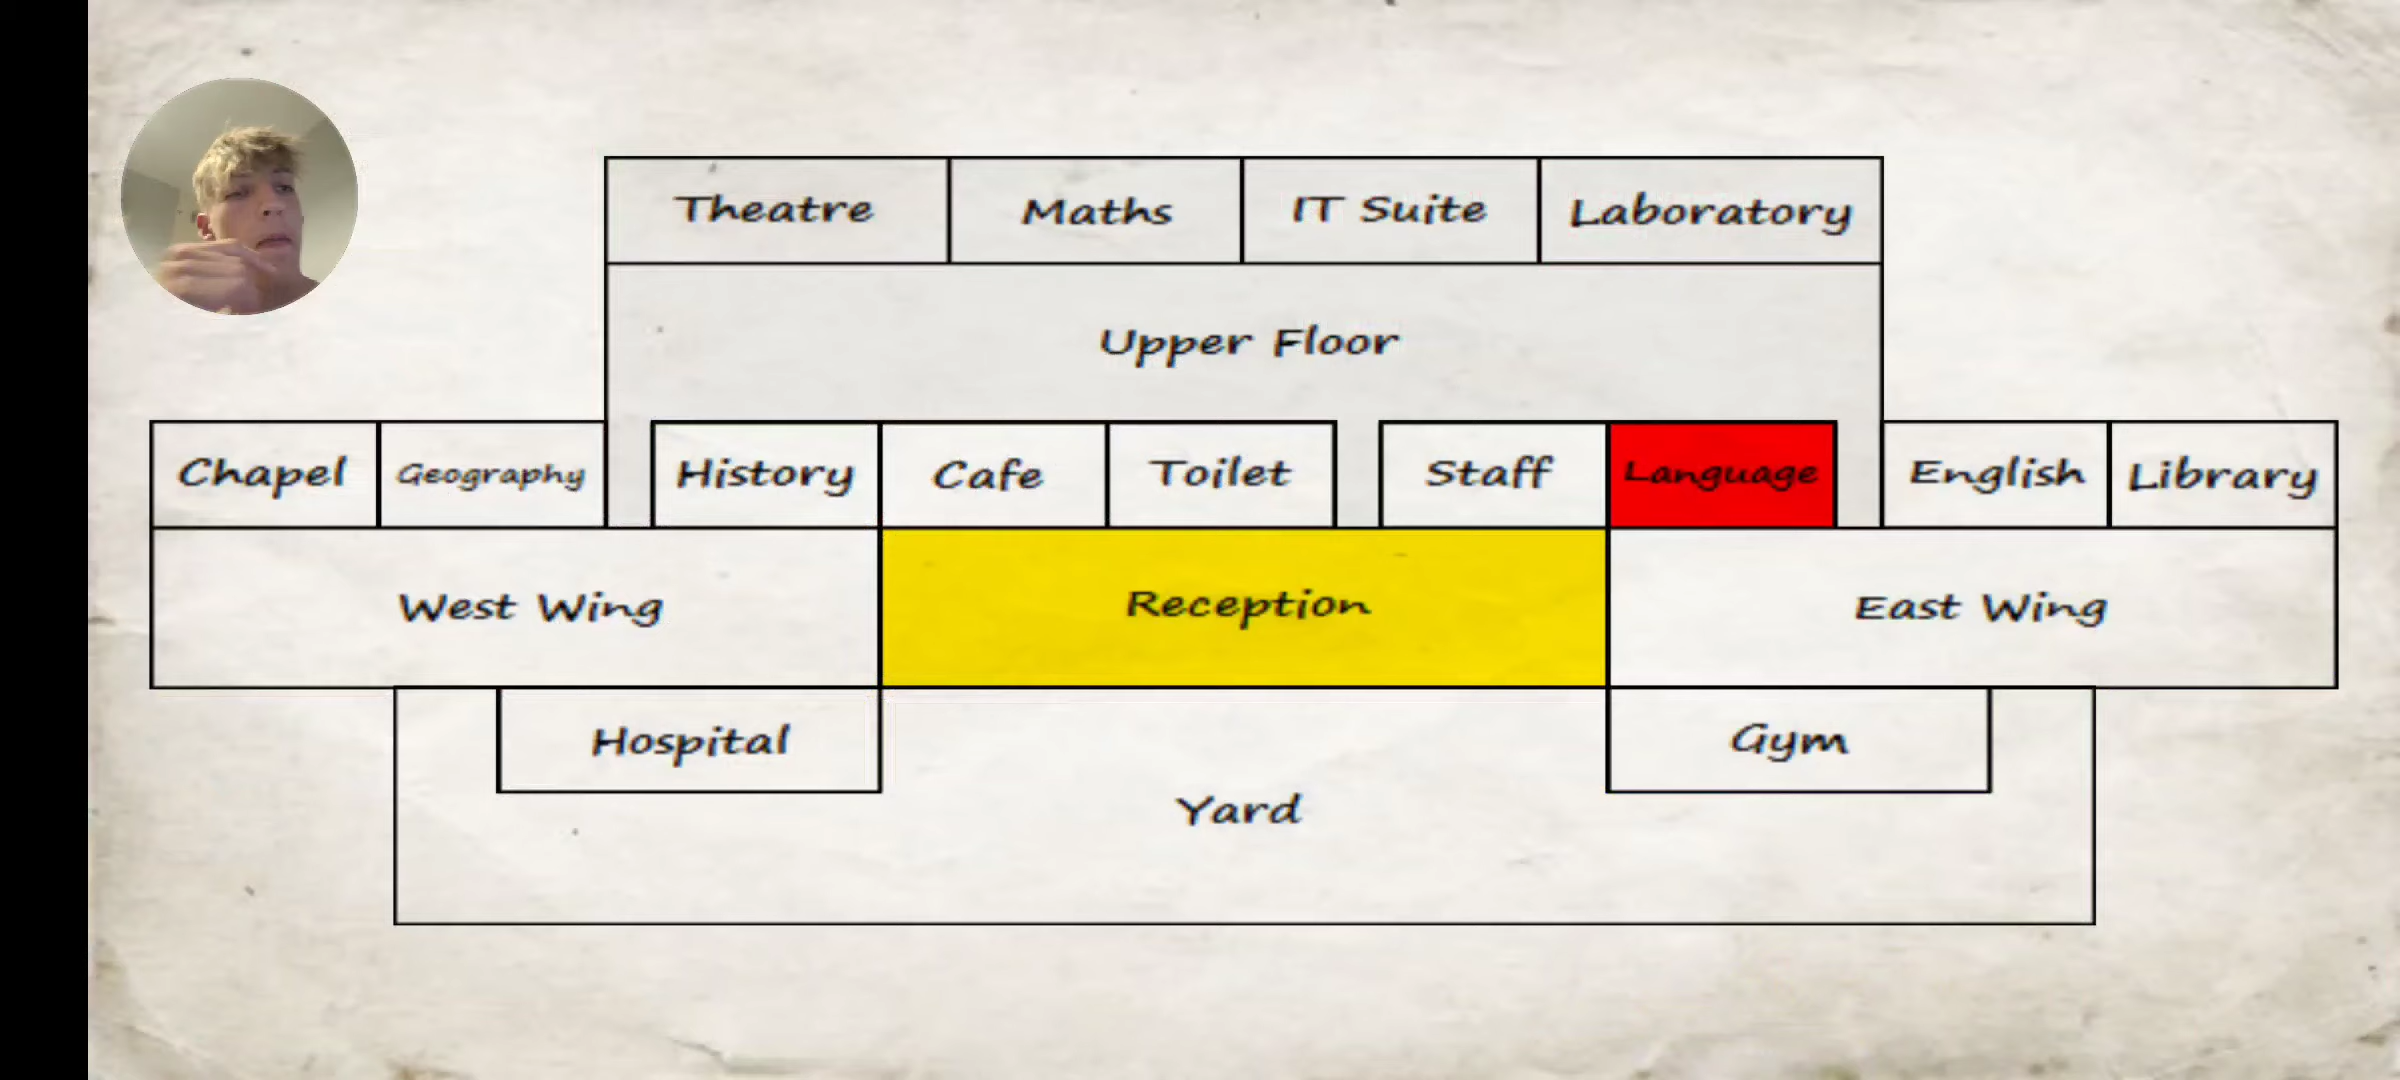 Theatre Maths IT Suite Laboratory
Upper Floor
Chapel Geography History Cafe Toilet Staff Language English Library
West Wing Reception East Wing
Hospital Gym
Yard